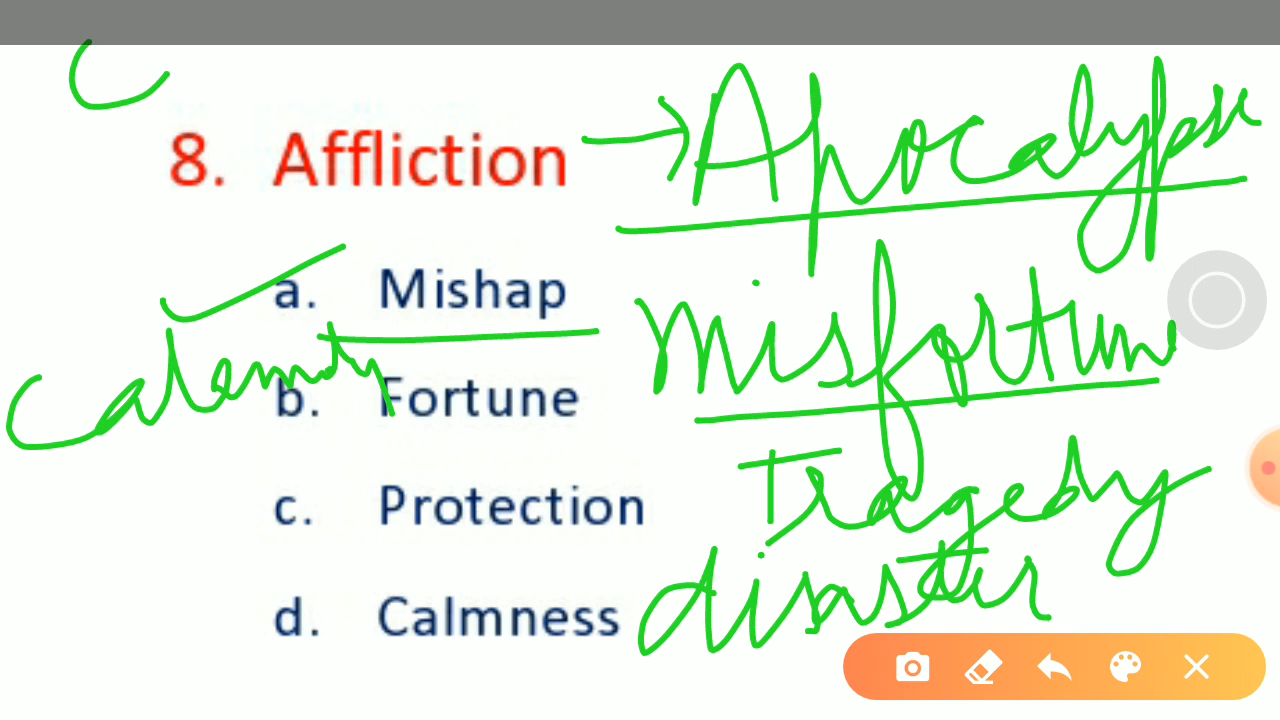 C
8. Affliction → Apocalypse
a. Mishap misfortune
calamity
b. Fortune
tragedy
c. Protection
disaster
d. Calmness